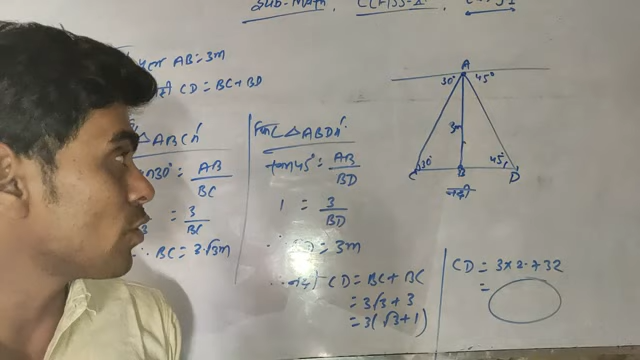 Sub-Math, CLASS-X
AB = 3m
CD = BC + BD
△ABC में
30° = AB/BC
= 3/BC
∴ BC = 3√3m
△ABD में
tan45° = AB/BD
1 = 3/BD
∴ = 3m
CD = BC + BC
= 3√3 + 3
= 3(√3 + 1)
A
30° 45°
3m
30° 45°
C B D
नदी
CD = 3×2.732
=